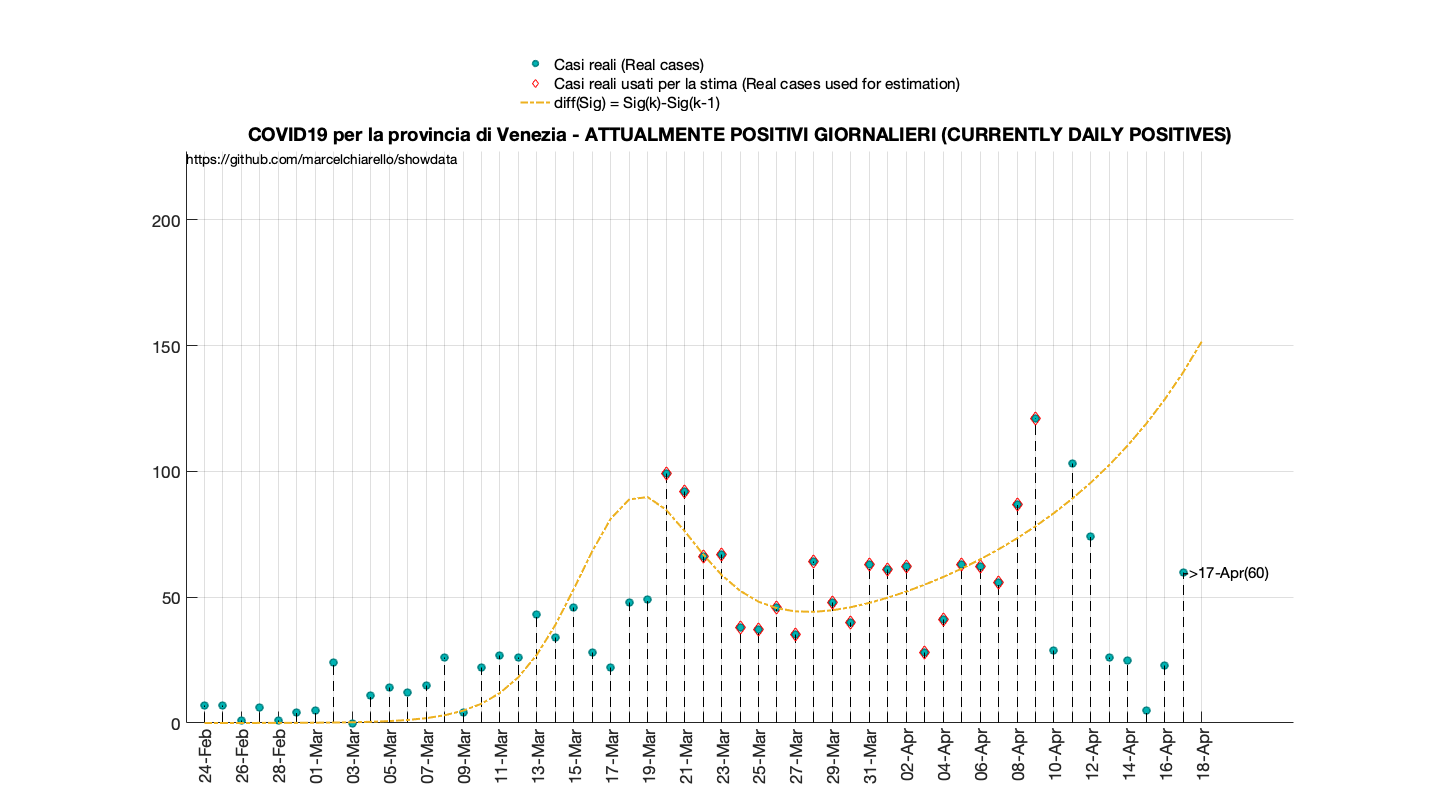 Casi reali (Real cases)
Casi reali usati per la stima (Real cases used for estimation)
diff(Sig) = Sig(k)-Sig(k-1)
COVID19 per la provincia di Venezia - ATTUALMENTE POSITIVI GIORNALIERI (CURRENTLY DAILY POSITIVES)
https://github.com/marcelchiarello/showdata
200
150
100
50
0
->17-Apr(60)
24-Feb
26-Feb
28-Feb
01-Mar
03-Mar
05-Mar
07-Mar
09-Mar
11-Mar
13-Mar
15-Mar
17-Mar
19-Mar
21-Mar
23-Mar
25-Mar
27-Mar
29-Mar
31-Mar
02-Apr
04-Apr
06-Apr
08-Apr
10-Apr
12-Apr
14-Apr
16-Apr
18-Apr